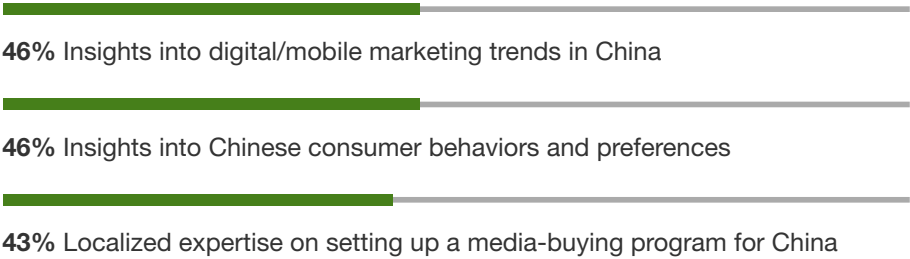 46% Insights into digital/mobile marketing trends in China
46% Insights into Chinese consumer behaviors and preferences
43% Localized expertise on setting up a media-buying program for China